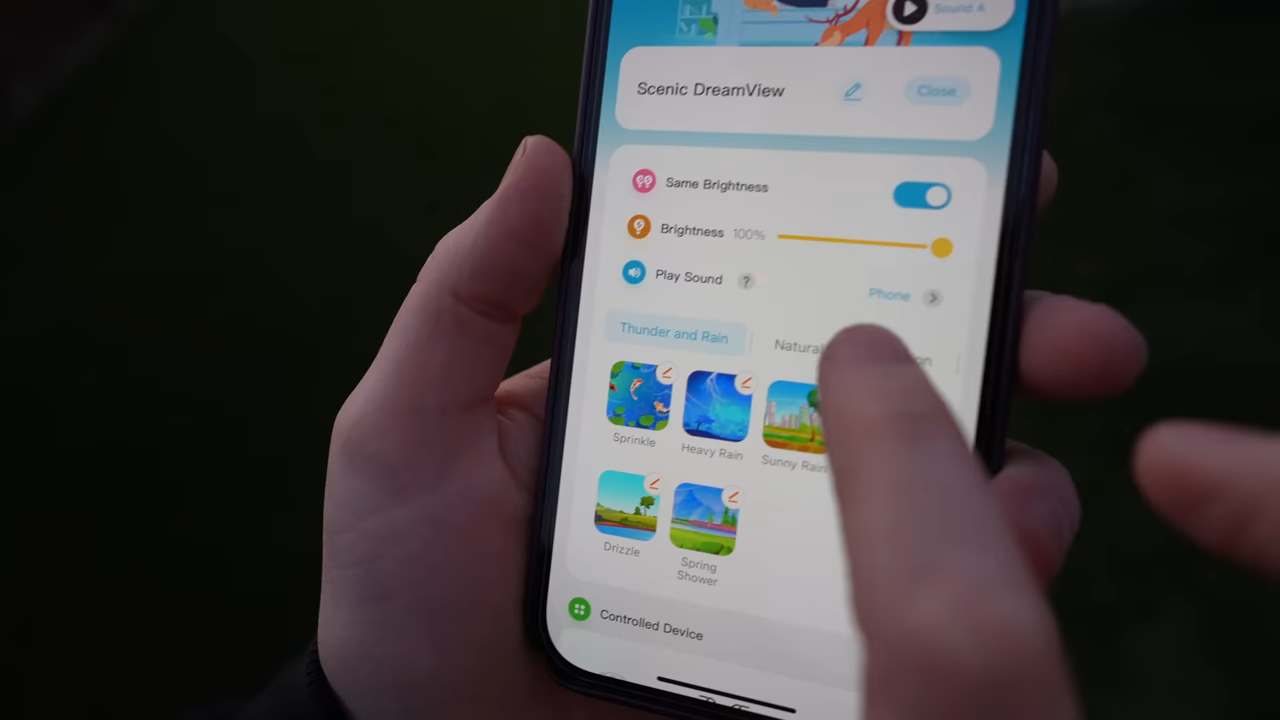 Sound A
Scenic DreamView
Close
Same Brightness
Brightness 100%
Play Sound ?
Phone
Thunder and Rain
Sprinkle
Heavy Rain
Sunny Rain
Drizzle
Spring
Shower
Controlled Device